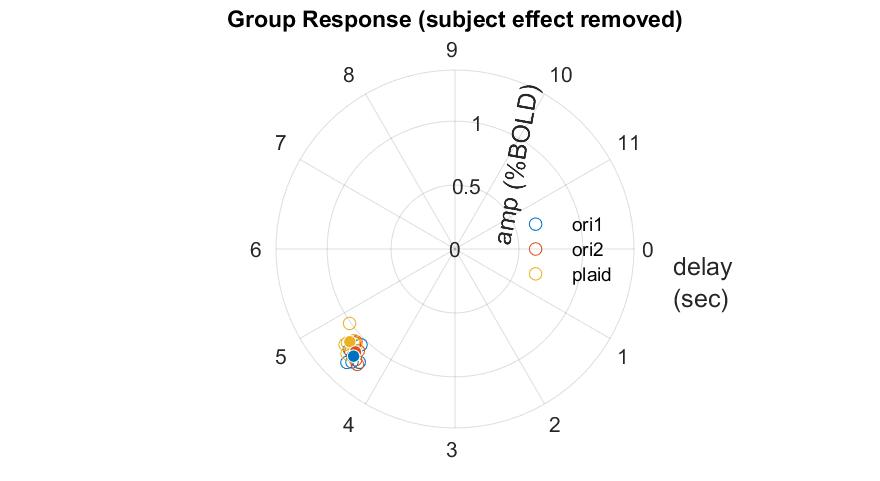 Group Response (subject effect removed)
9
8
10
7
11
1
0.5
amp (%BOLD)
6
0
0
ori1
ori2
plaid
delay
(sec)
5
1
4
2
3